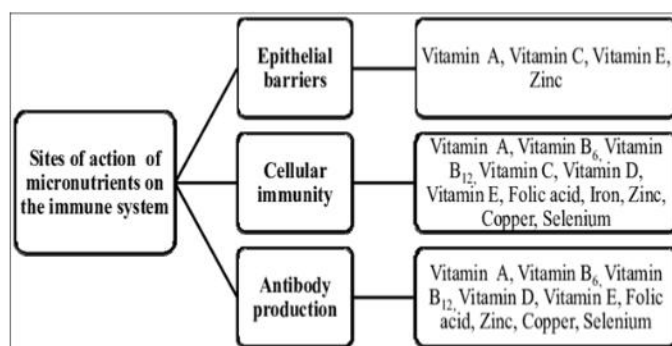 Sites of action of
micronutrients on
the immune system
Epithelial
barriers
Vitamin A, Vitamin C, Vitamin E,
Zinc
Cellular
immunity
Vitamin A, Vitamin B6, Vitamin
B12, Vitamin C, Vitamin D,
Vitamin E, Folic acid, Iron, Zinc,
Copper, Selenium
Antibody
production
Vitamin A, Vitamin B6, Vitamin
B12, Vitamin D, Vitamin E, Folic
acid, Zinc, Copper, Selenium